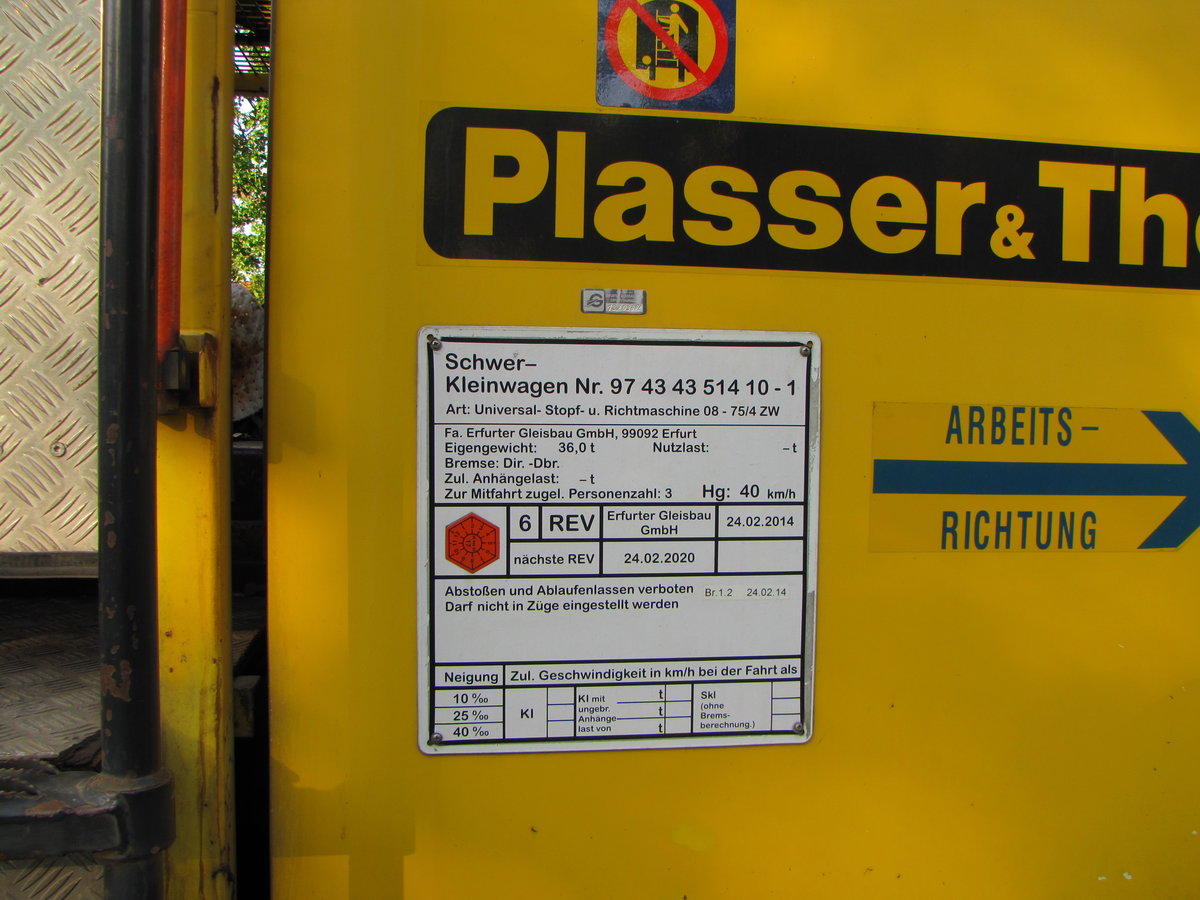 Plasser & Th
Schwer–
Kleinwagen Nr. 97 43 43 514 10 - 1
Art: Universal- Stopf- u. Richtmaschine 08 - 75/4 ZW
Fa. Erfurter Gleisbau GmbH, 99092 Erfurt
Eigengewicht: 36,0 t Nutzlast: – t
Bremse: Dir. -Dbr.
Zul. Anhängelast: – t
Zur Mitfahrt zugel. Personenzahl: 3 Hg: 40 km/h
6 REV Erfurter Gleisbau GmbH 24.02.2014
nächste REV 24.02.2020
Abstoßen und Ablaufenlassen verboten Br.1.2 24.02.14
Darf nicht in Züge eingestellt werden
Neigung Zul. Geschwindigkeit in km/h bei der Fahrt als
10 ‰
25 ‰
40 ‰
Kl
Kl mit t
ungebr. t
Anhänge-
last von t
Skl
(ohne
Brems-
berechnung.)
ARBEITS –
RICHTUNG